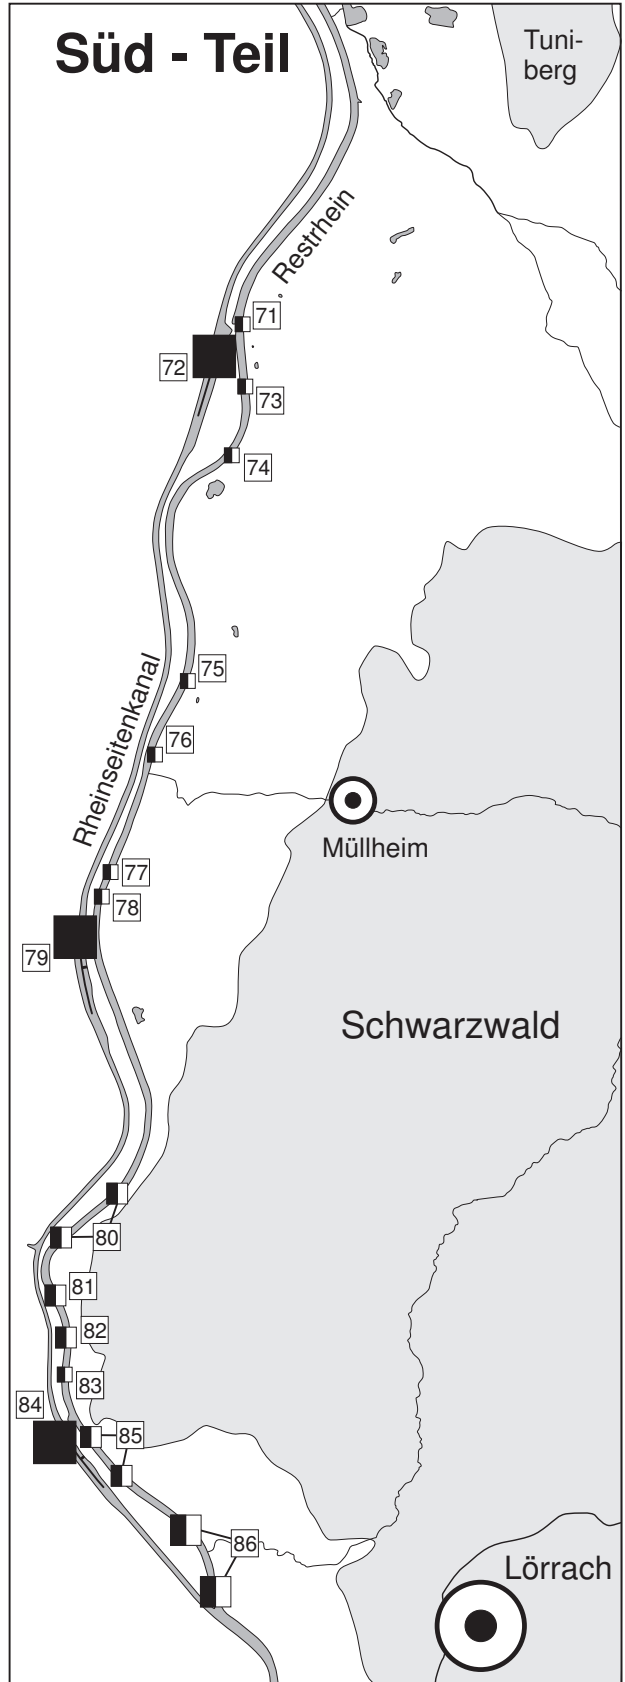 Süd - Teil
Tuni-
berg
Restrhein
71
72
73
74
75
Rheinseitenkanal
76
Müllheim
77
78
79
Schwarzwald
80
81
82
83
84
85
86
Lörrach